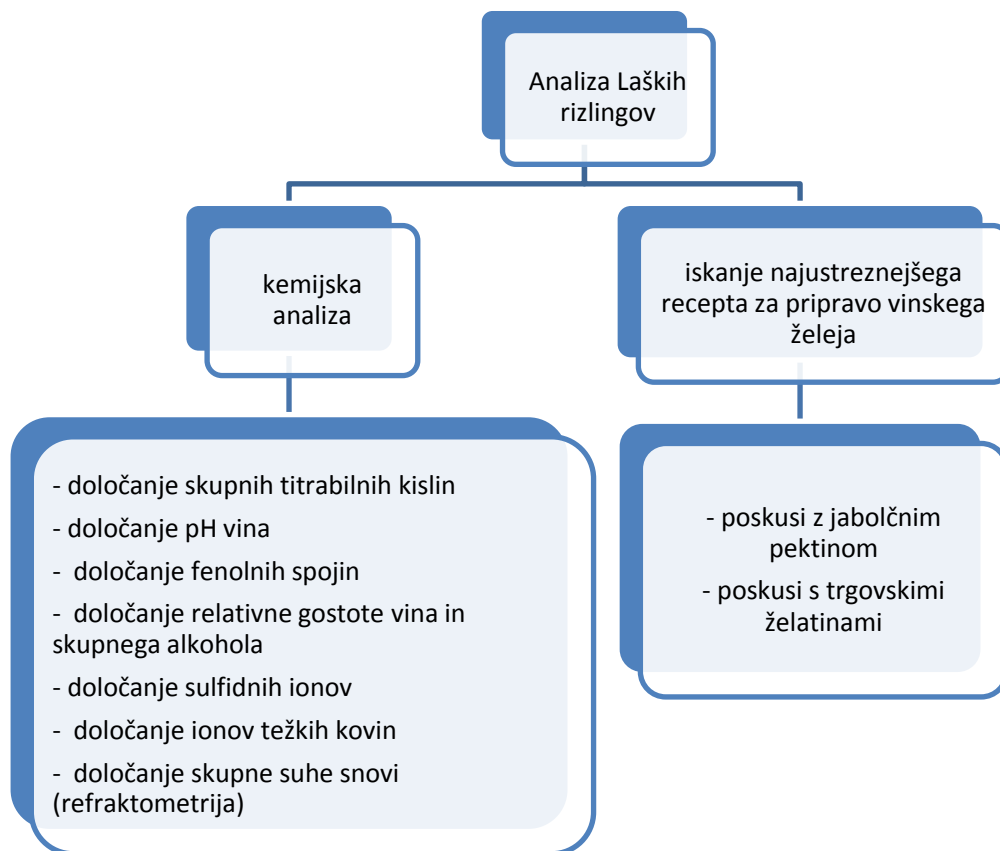 Analiza Laških
rizlingov
kemijska
analiza
iskanje najustreznejšega
recepta za pripravo vinskega
želeja
- določanje skupnih titrabilnih kislin
- določanje pH vina
- določanje fenolnih spojin
- določanje relativne gostote vina in
skupnega alkohola
- določanje sulfidnih ionov
- določanje ionov težkih kovin
- določanje skupne suhe snovi
(refraktometrija)
- poskusi z jabolčnim
pektinom
- poskusi s trgovskimi
želatinami